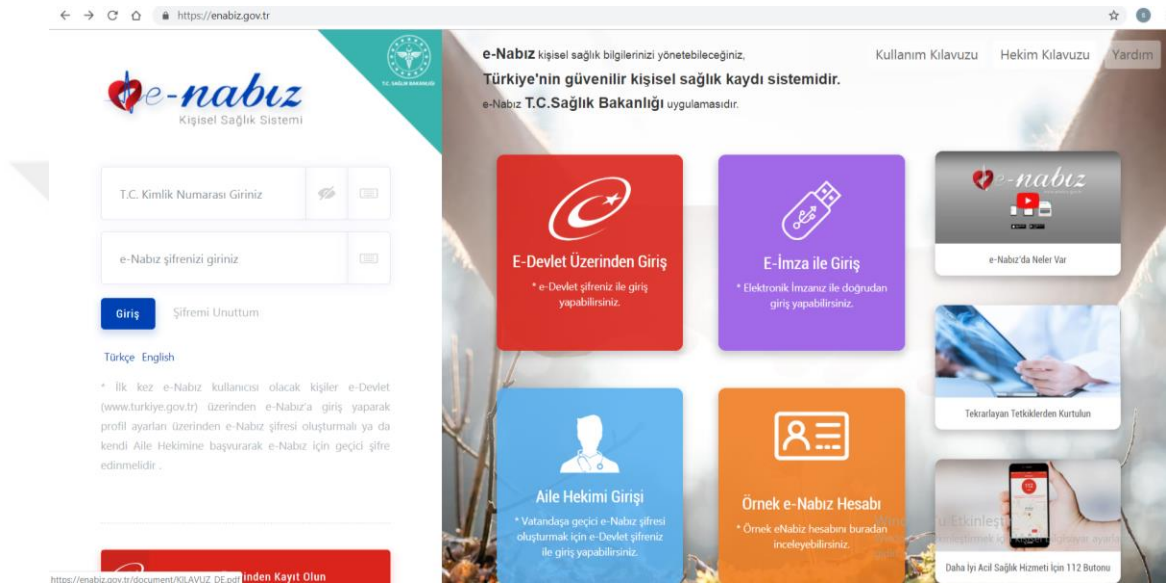 https://enabiz.gov.tr
e-nabız
Kişisel Sağlık Sistemi
T.C. SAĞLIK BAKANLIĞI
T.C. Kimlik Numarası Giriniz
e-Nabız şifrenizi giriniz
Giriş
Şifremi Unuttum
Türkçe English
* İlk kez e-Nabız kullanıcısı olacak kişiler e-Devlet
(www.turkiye.gov.tr) üzerinden e-Nabız'a giriş yaparak
profil ayarları üzerinden e-Nabız şifresi oluşturmalı ya da
kendi Aile Hekimine başvurarak e-Nabız için geçici şifre
edinmelidir .
inden Kayıt Olun
https://enabiz.gov.tr/document/KILAVUZ_DE.pdf
e-Nabız kişisel sağlık bilgilerinizi yönetebileceğiniz,
Türkiye'nin güvenilir kişisel sağlık kaydı sistemidir.
e-Nabız T.C.Sağlık Bakanlığı uygulamasıdır.
Kullanım Kılavuzu Hekim Kılavuzu Yardım
E-Devlet Üzerinden Giriş
* e-Devlet şifreniz ile giriş
yapabilirsiniz.
E-İmza ile Giriş
* Elektronik İmzanız ile doğrudan
giriş yapabilirsiniz.
Aile Hekimi Girişi
* Vatandaşa geçici e-Nabız şifresi
oluşturmak için e-Devlet şifreniz
ile giriş yapabilirsiniz.
Örnek e-Nabız Hesabı
* Örnek eNabız hesabını buradan
inceleyebilirsiniz.
e-nabız
e-Nabız'da Neler Var
Tekrarlayan Tetkiklerden Kurtulun
112
Daha İyi Acil Sağlık Hizmeti İçin 112 Butonu